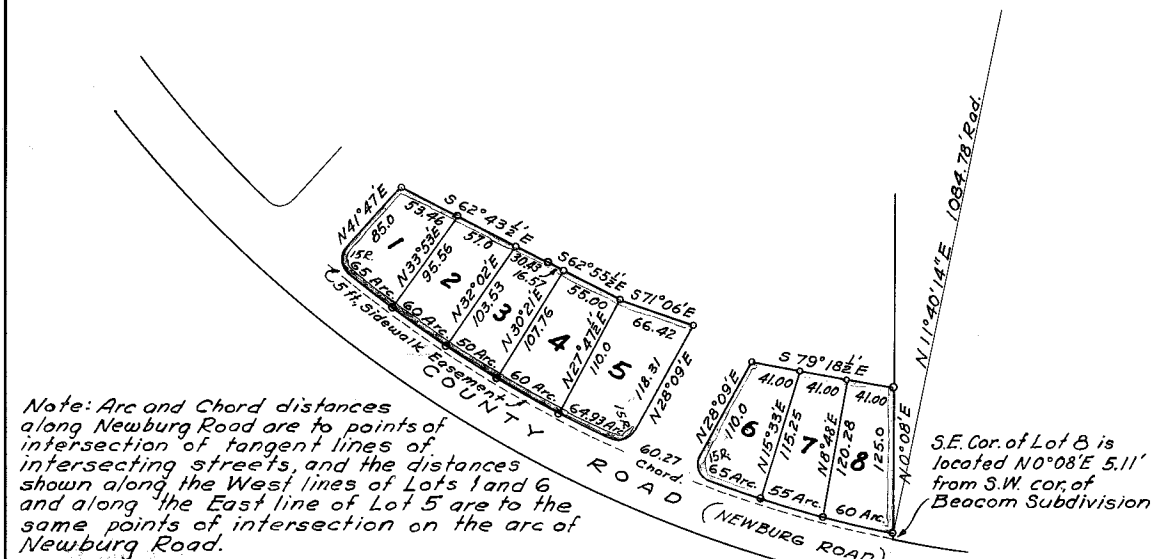 N 11°40'14"E 1084.78' Rad.
N41°47'E
85.0
1
53.46
S 62°43½'E
N33°53'E
95.56
2
57.0
N32°02'E
103.53
3
30.43
16.57
S62°55½'E
N30°21'E
107.76
4
55.00
N27°47½'E
110.0
5
S71°06'E
66.42
118.31
N28°09'E
15R.
65 Arc.
60 Arc.
50 Arc.
60 Arc.
64.93 Arc.
15R.
5 ft. Sidewalk Easement
COUNTY
ROAD
(NEWBURG ROAD)
60.27
Chord.
S 79°18½'E
N28°09'E
110.0
6
41.00
N15°33'E
115.25
7
41.00
N8°48'E
120.28
8
41.00
125.0
N0°08'E
15R.
65 Arc.
55 Arc.
60 Arc.
S.E. Cor. of Lot 8 is
located N0°08'E 5.11'
from S.W. cor. of
Beacom Subdivision
Note: Arc and Chord distances
along Newburg Road are to points of
intersection of tangent lines of
intersecting streets, and the distances
shown along the West lines of Lots 1 and 6
and along the East line of Lot 5 are to the
same points of intersection on the arc of
Newburg Road.